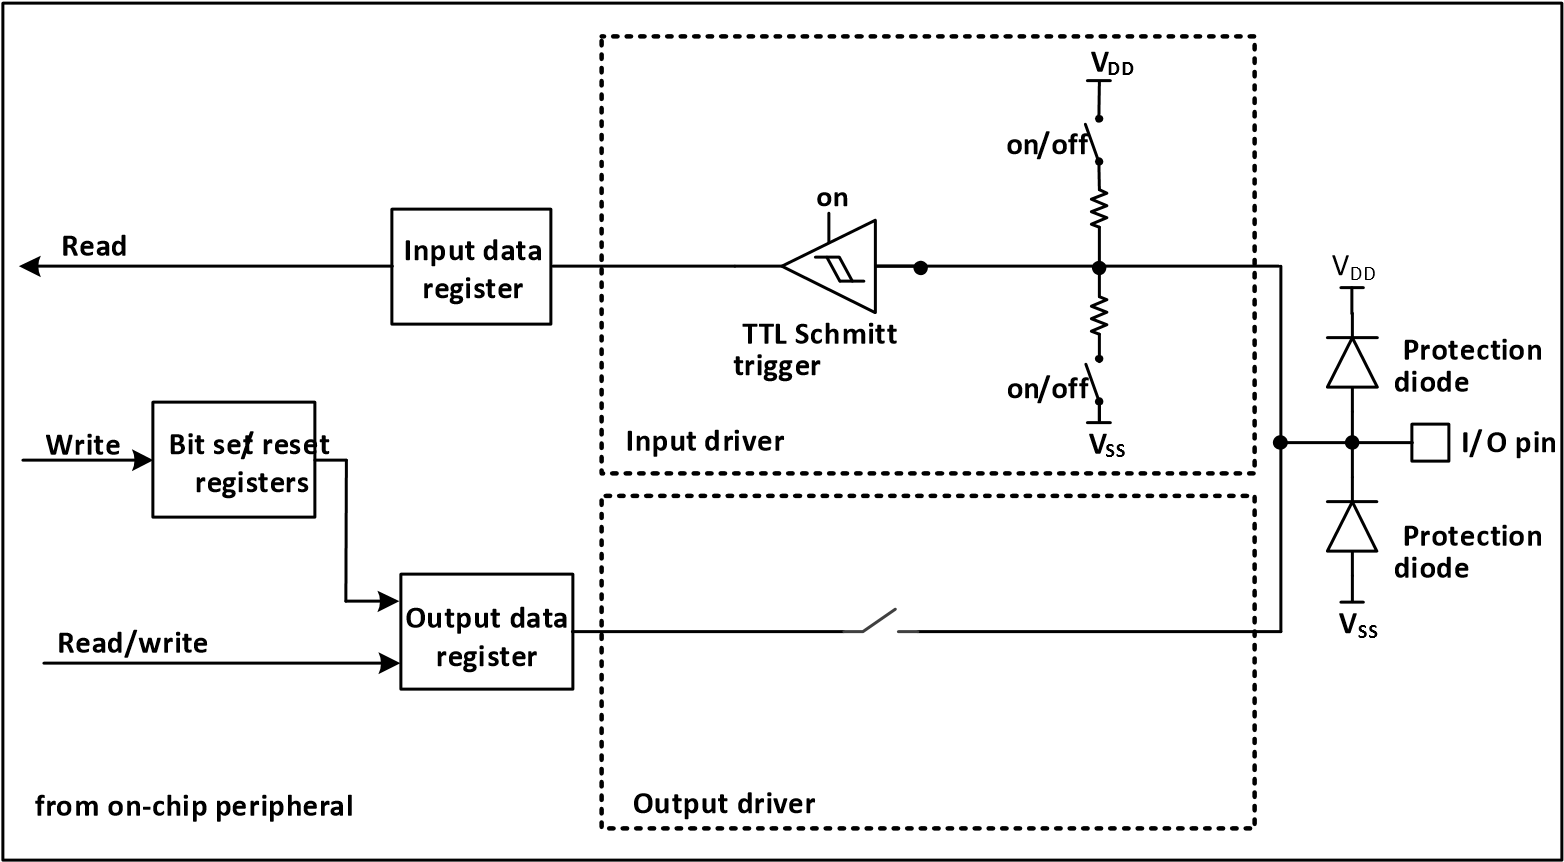 VDD
on/off
on
Read
Input data
register
TTL Schmitt
trigger
on/off
VSS
Input driver
VDD
Protection
diode
I/O pin
Protection
diode
VSS
Write
Bit set/ reset
registers
Output data
register
Read/write
from on-chip peripheral
Output driver